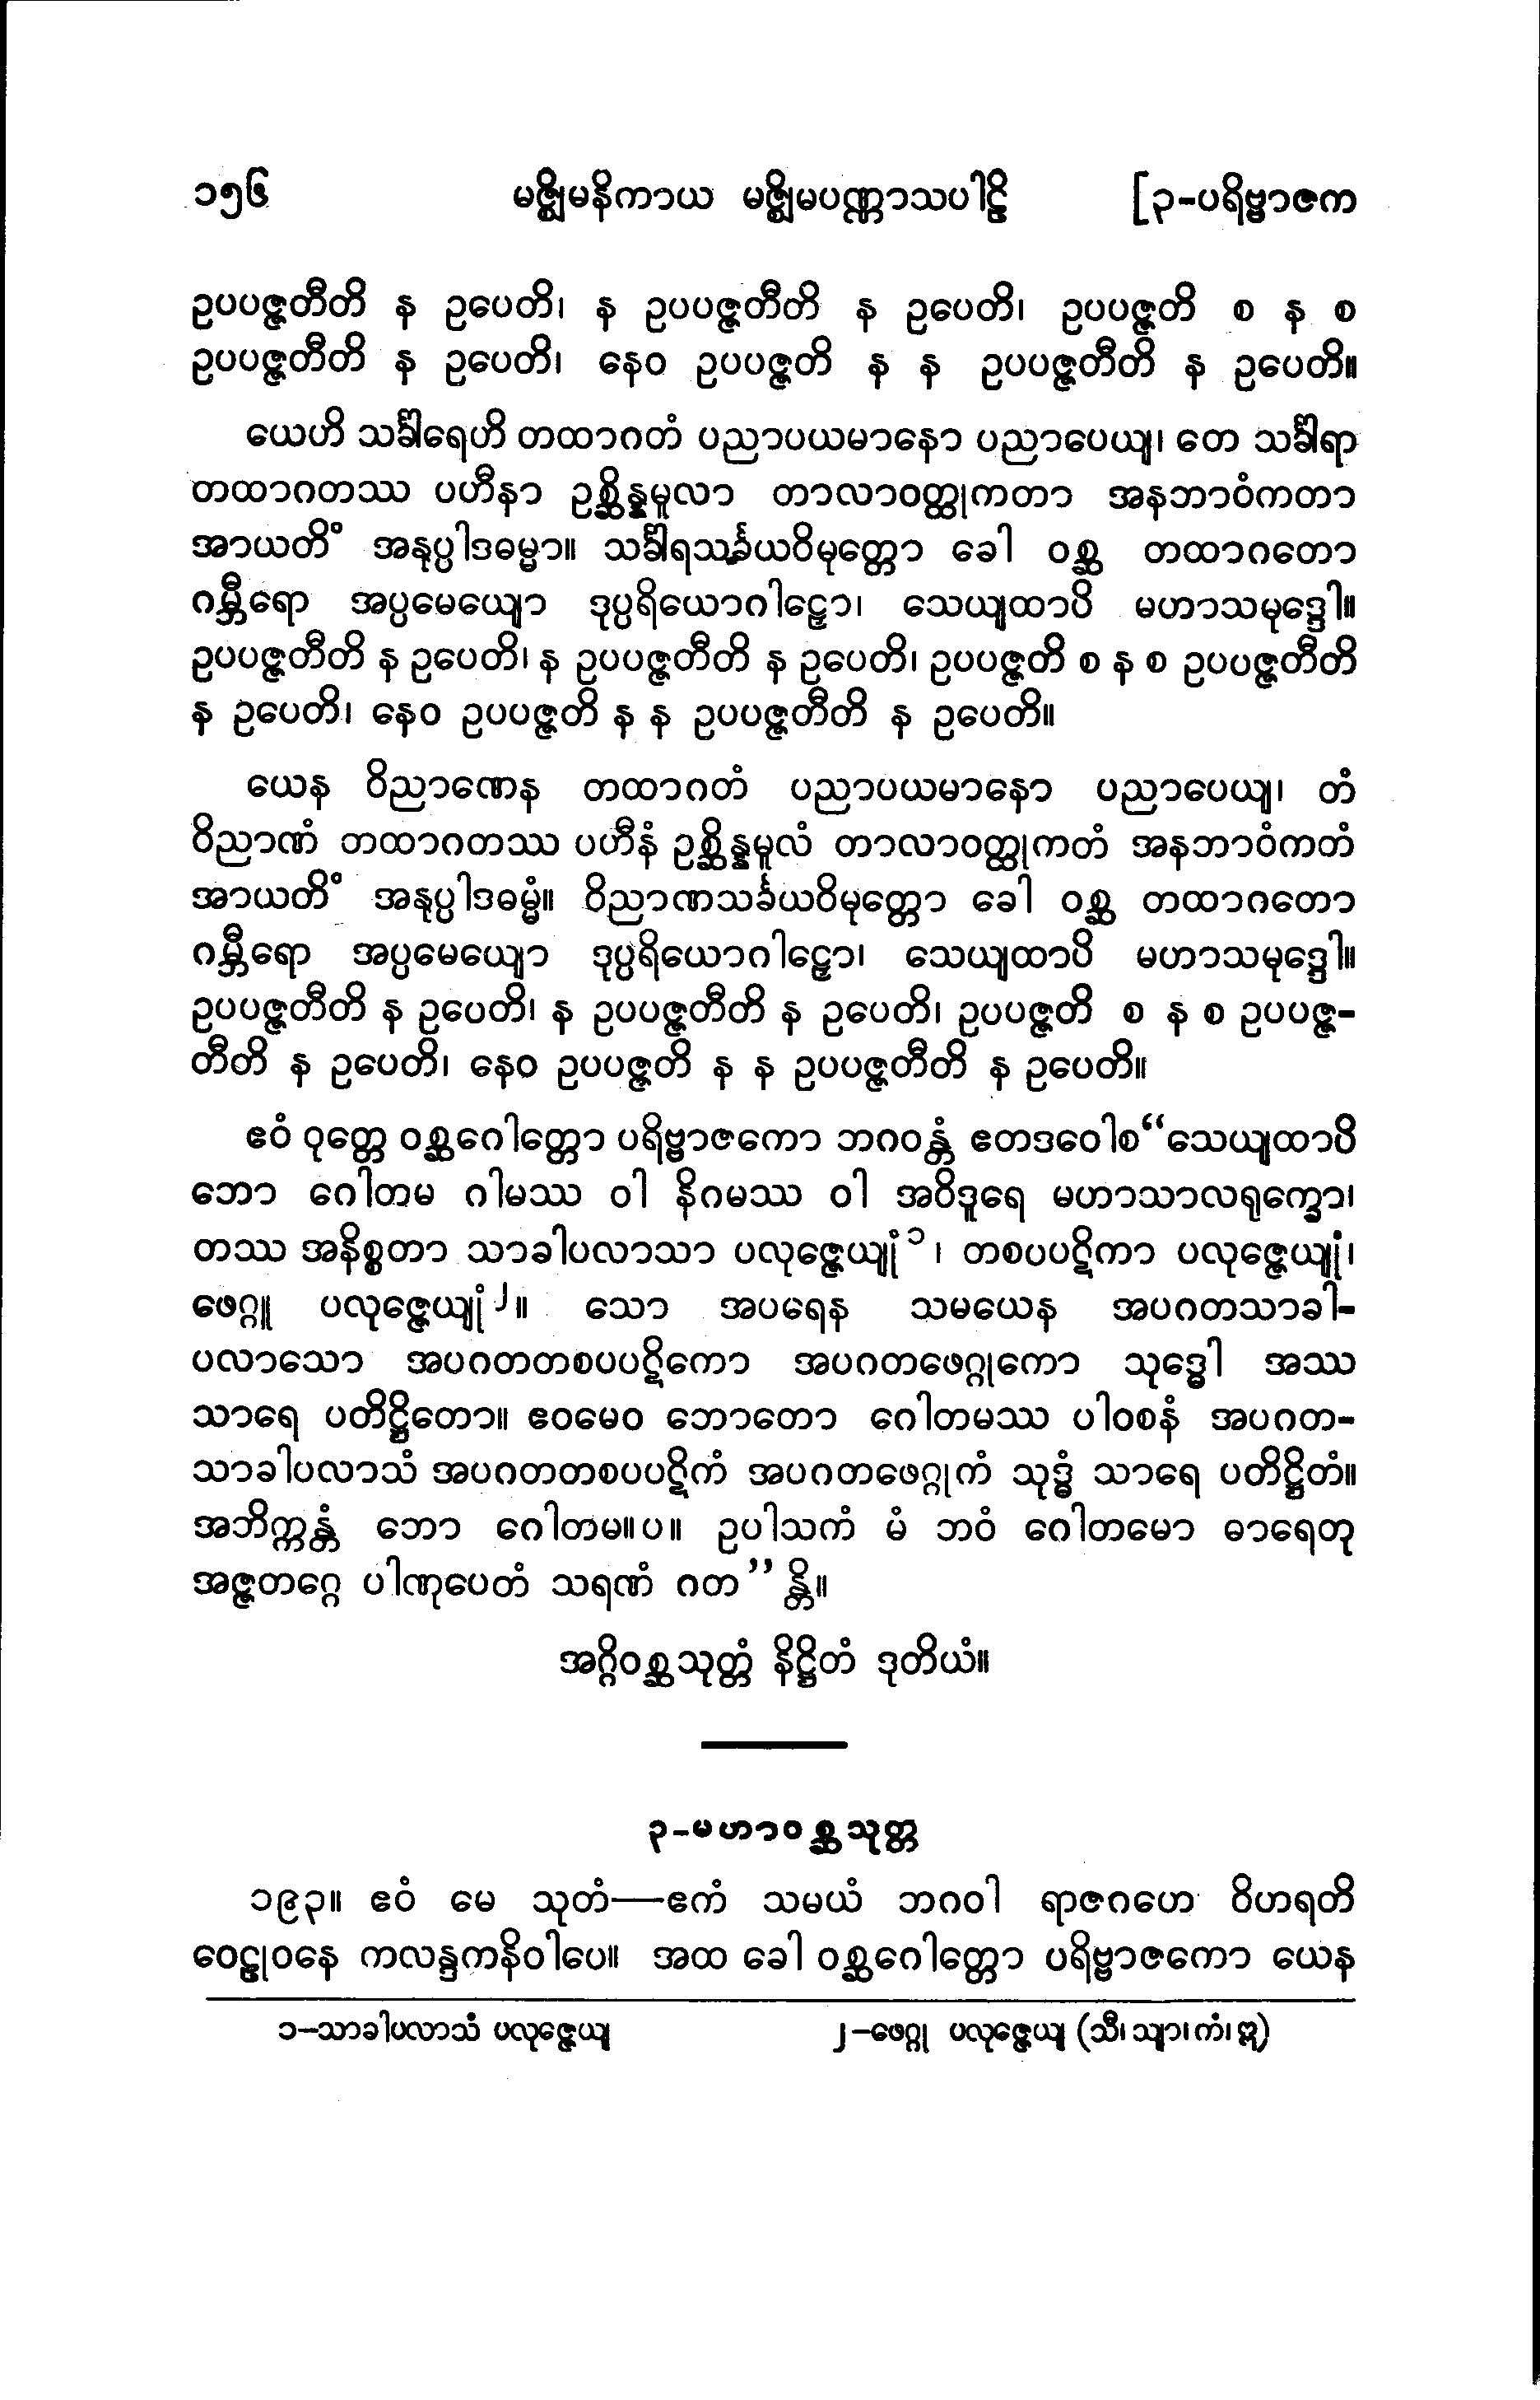 ၁၅၆ မဇ္ဈိမနိကာယ မဇ္ဈိမပဏ္ဏာသပါဠိ [၃-ပရိဗ္ဗာဇက
ဥပပဇ္ဇတီတိ န ဥပေတိ၊ န ဥပပဇ္ဇတီတိ န ဥပေတိ၊ ဥပပဇ္ဇတိ စ န စ
ဥပပဇ္ဇတီတိ န ဥပေတိ၊ နေဝ ဥပပဇ္ဇတိ န န ဥပပဇ္ဇတီတိ န ဥပေတိ။
ယေဟိ သင်္ခါရေဟိ တထာဂတံ ပညာပယမာနော ပညာပေယျ၊ တေ သင်္ခါရာ
တထာဂတဿ ပဟီနာ ဥစ္ဆိန္နမူလာ တာလာဝတ္ထုကတာ အနဘာဝံကတာ
အာယတိံ အနုပ္ပါဒဓမ္မာ။ သင်္ခါရသင်္ခယဝိမုတ္တော ခေါ ဝစ္ဆ တထာဂတော
ဂမ္ဘီရော အပ္ပမေယျော ဒုပ္ပရိယောဂါဠှော၊ သေယျထာပိ မဟာသမုဒ္ဒေါ။
ဥပပဇ္ဇတီတိ န ဥပေတိ၊ န ဥပပဇ္ဇတီတိ န ဥပေတိ၊ ဥပပဇ္ဇတိ စ န စ ဥပပဇ္ဇတီတိ
န ဥပေတိ၊ နေဝ ဥပပဇ္ဇတိ န န ဥပပဇ္ဇတီတိ န ဥပေတိ။
ယေန ဝိညာဏေန တထာဂတံ ပညာပယမာနော ပညာပေယျ၊ တံ
ဝိညာဏံ တထာဂတဿ ပဟီနံ ဥစ္ဆိန္နမူလံ တာလာဝတ္ထုကတံ အနဘာဝံကတံ
အာယတိံ အနုပ္ပါဒဓမ္မံ။ ဝိညာဏသင်္ခယဝိမုတ္တော ခေါ ဝစ္ဆ တထာဂတော
ဂမ္ဘီရော အပ္ပမေယျော ဒုပ္ပရိယောဂါဠှော၊ သေယျထာပိ မဟာသမုဒ္ဒေါ။
ဥပပဇ္ဇတီတိ န ဥပေတိ၊ န ဥပပဇ္ဇတီတိ န ဥပေတိ၊ ဥပပဇ္ဇတိ စ န စ ဥပပဇ္ဇ-
တီတိ န ဥပေတိ၊ နေဝ ဥပပဇ္ဇတိ န န ဥပပဇ္ဇတီတိ န ဥပေတိ။
ဧဝံ ဝုတ္တေ ဝစ္ဆဂေါတ္တော ပရိဗ္ဗာဇကော ဘဂဝန္တံ ဧတဒဝေါစ“သေယျထာပိ
ဘော ဂေါတမ ဂါမဿ ဝါ နိဂမဿ ဝါ အဝိဒူရေ မဟာသာလရုက္ခော၊
တဿ အနိစ္စတာ သာခါပလာသာ ပလုဇ္ဇေယျုံ၁၊ တစပပဋိကာ ပလုဇ္ဇေယျုံ၊
ဖေဂ္ဂူ ပလုဇ္ဇေယျုံ၂။ သော အပရေန သမယေန အပဂတသာခါ-
ပလာသော အပဂတတစပပဋိကော အပဂတဖေဂ္ဂုကော သုဒ္ဓေါ အဿ
သာရေ ပတိဋ္ဌိတော။ ဧဝမေဝ ဘောတော ဂေါတမဿ ပါဝစနံ အပဂတ-
သာခါပလာသံ အပဂတတစပပဋိကံ အပဂတဖေဂ္ဂုကံ သုဒ္ဓံ သာရေ ပတိဋ္ဌိတံ။
အဘိက္ကန္တံ ဘော ဂေါတမ။ပ။ ဥပါသကံ မံ ဘဝံ ဂေါတမော ဓာရေတု
အဇ္ဇတဂ္ဂေ ပါဏုပေတံ သရဏံ ဂတ”န္တိ။
အဂ္ဂိဝစ္ဆသုတ္တံ နိဋ္ဌိတံ ဒုတိယံ။
၃-မဟာဝစ္ဆသုတ္တ
၁၉၃။ ဧဝံ မေ သုတံ—ဧကံ သမယံ ဘဂဝါ ရာဇဂဟေ ဝိဟရတိ
ဝေဠုဝနေ ကလန္ဒကနိဝါပေ။ အထ ခေါ ဝစ္ဆဂေါတ္တော ပရိဗ္ဗာဇကော ယေန
၁-သာခါပလာသံ ပလုဇ္ဇေယျ ၂-ဖေဂ္ဂု ပလုဇ္ဇေယျ (သီ၊ သျာ၊ ကံ၊ ဣ)